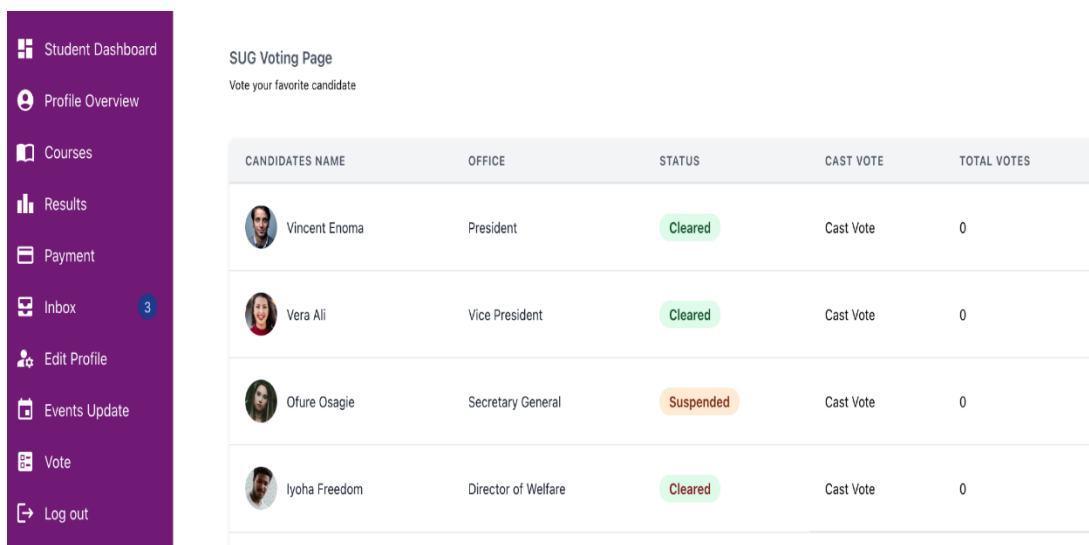 Student Dashboard
Profile Overview
Courses
Results
Payment
Inbox 3
Edit Profile
Events Update
Vote
Log out
SUG Voting Page
Vote your favorite candidate
CANDIDATES NAME OFFICE STATUS CAST VOTE TOTAL VOTES
Vincent Enoma President Cleared Cast Vote 0
Vera Ali Vice President Cleared Cast Vote 0
Ofure Osagie Secretary General Suspended Cast Vote 0
Iyoha Freedom Director of Welfare Cleared Cast Vote 0